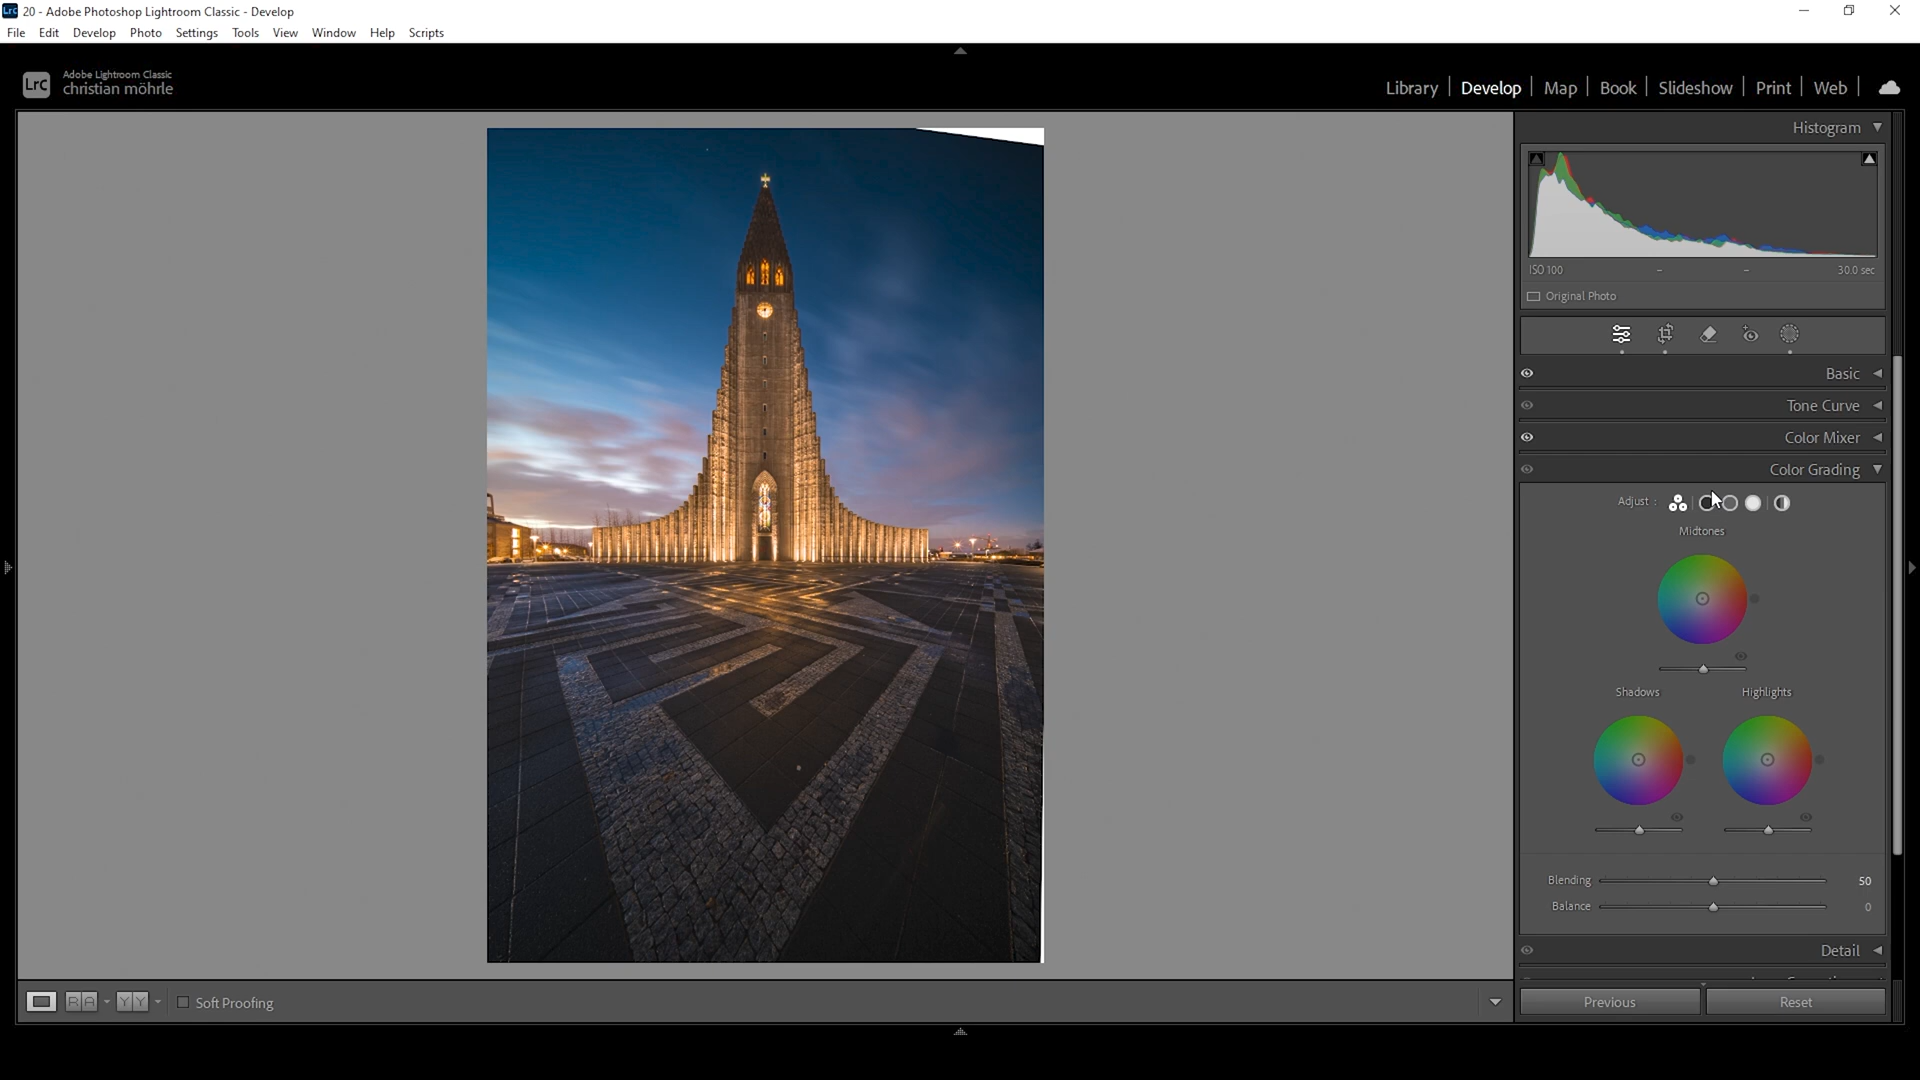 20 - Adobe Photoshop Lightroom Classic - Develop
File Edit Develop Photo Settings Tools View Window Help Scripts
Lrc
Adobe Lightroom Classic
christian möhrle
Library Develop Map Book Slideshow Print Web
Histogram
ISO 100 – – 30.0 sec
Original Photo
Basic
Tone Curve
Color Mixer
Color Grading
Adjust :
Midtones
Shadows Highlights
Blending 50
Balance 0
Detail
Previous Reset
R A Y Y Soft Proofing